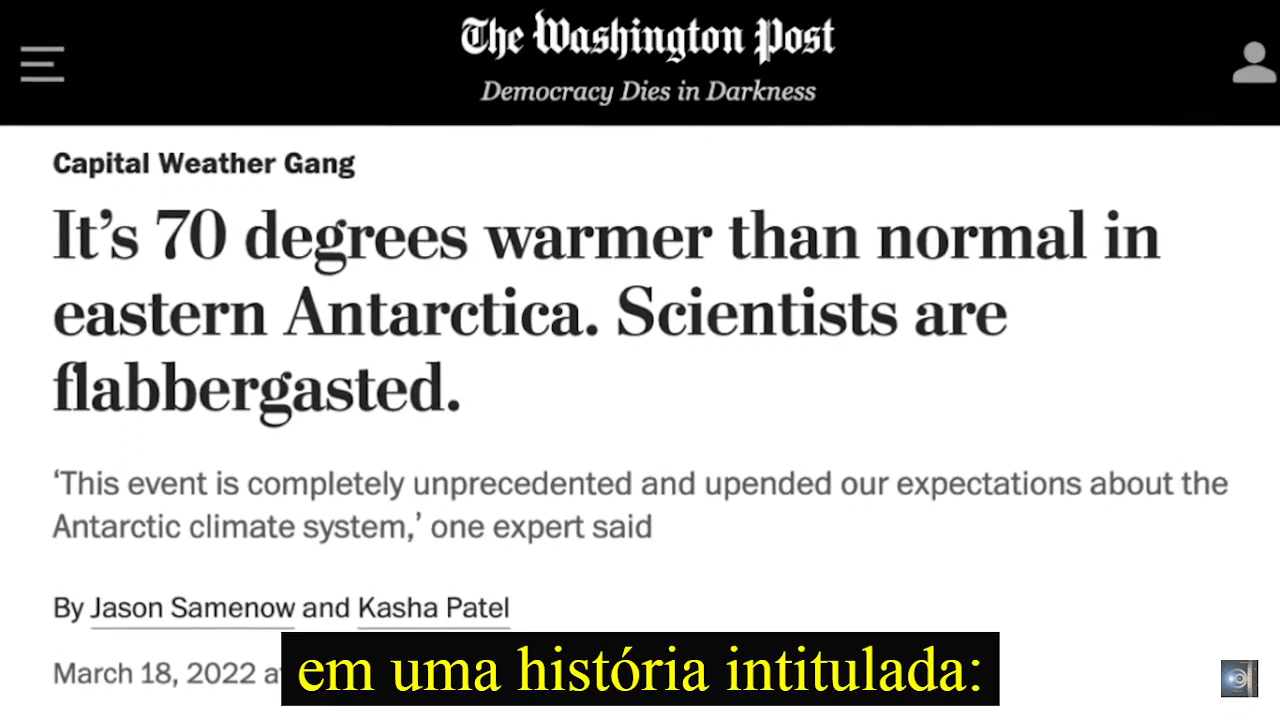 The Washington Post
Democracy Dies in Darkness
Capital Weather Gang
It’s 70 degrees warmer than normal in
eastern Antarctica. Scientists are
flabbergasted.
‘This event is completely unprecedented and upended our expectations about the
Antarctic climate system,’ one expert said
By Jason Samenow and Kasha Patel
March 18, 2022
em uma história intitulada: